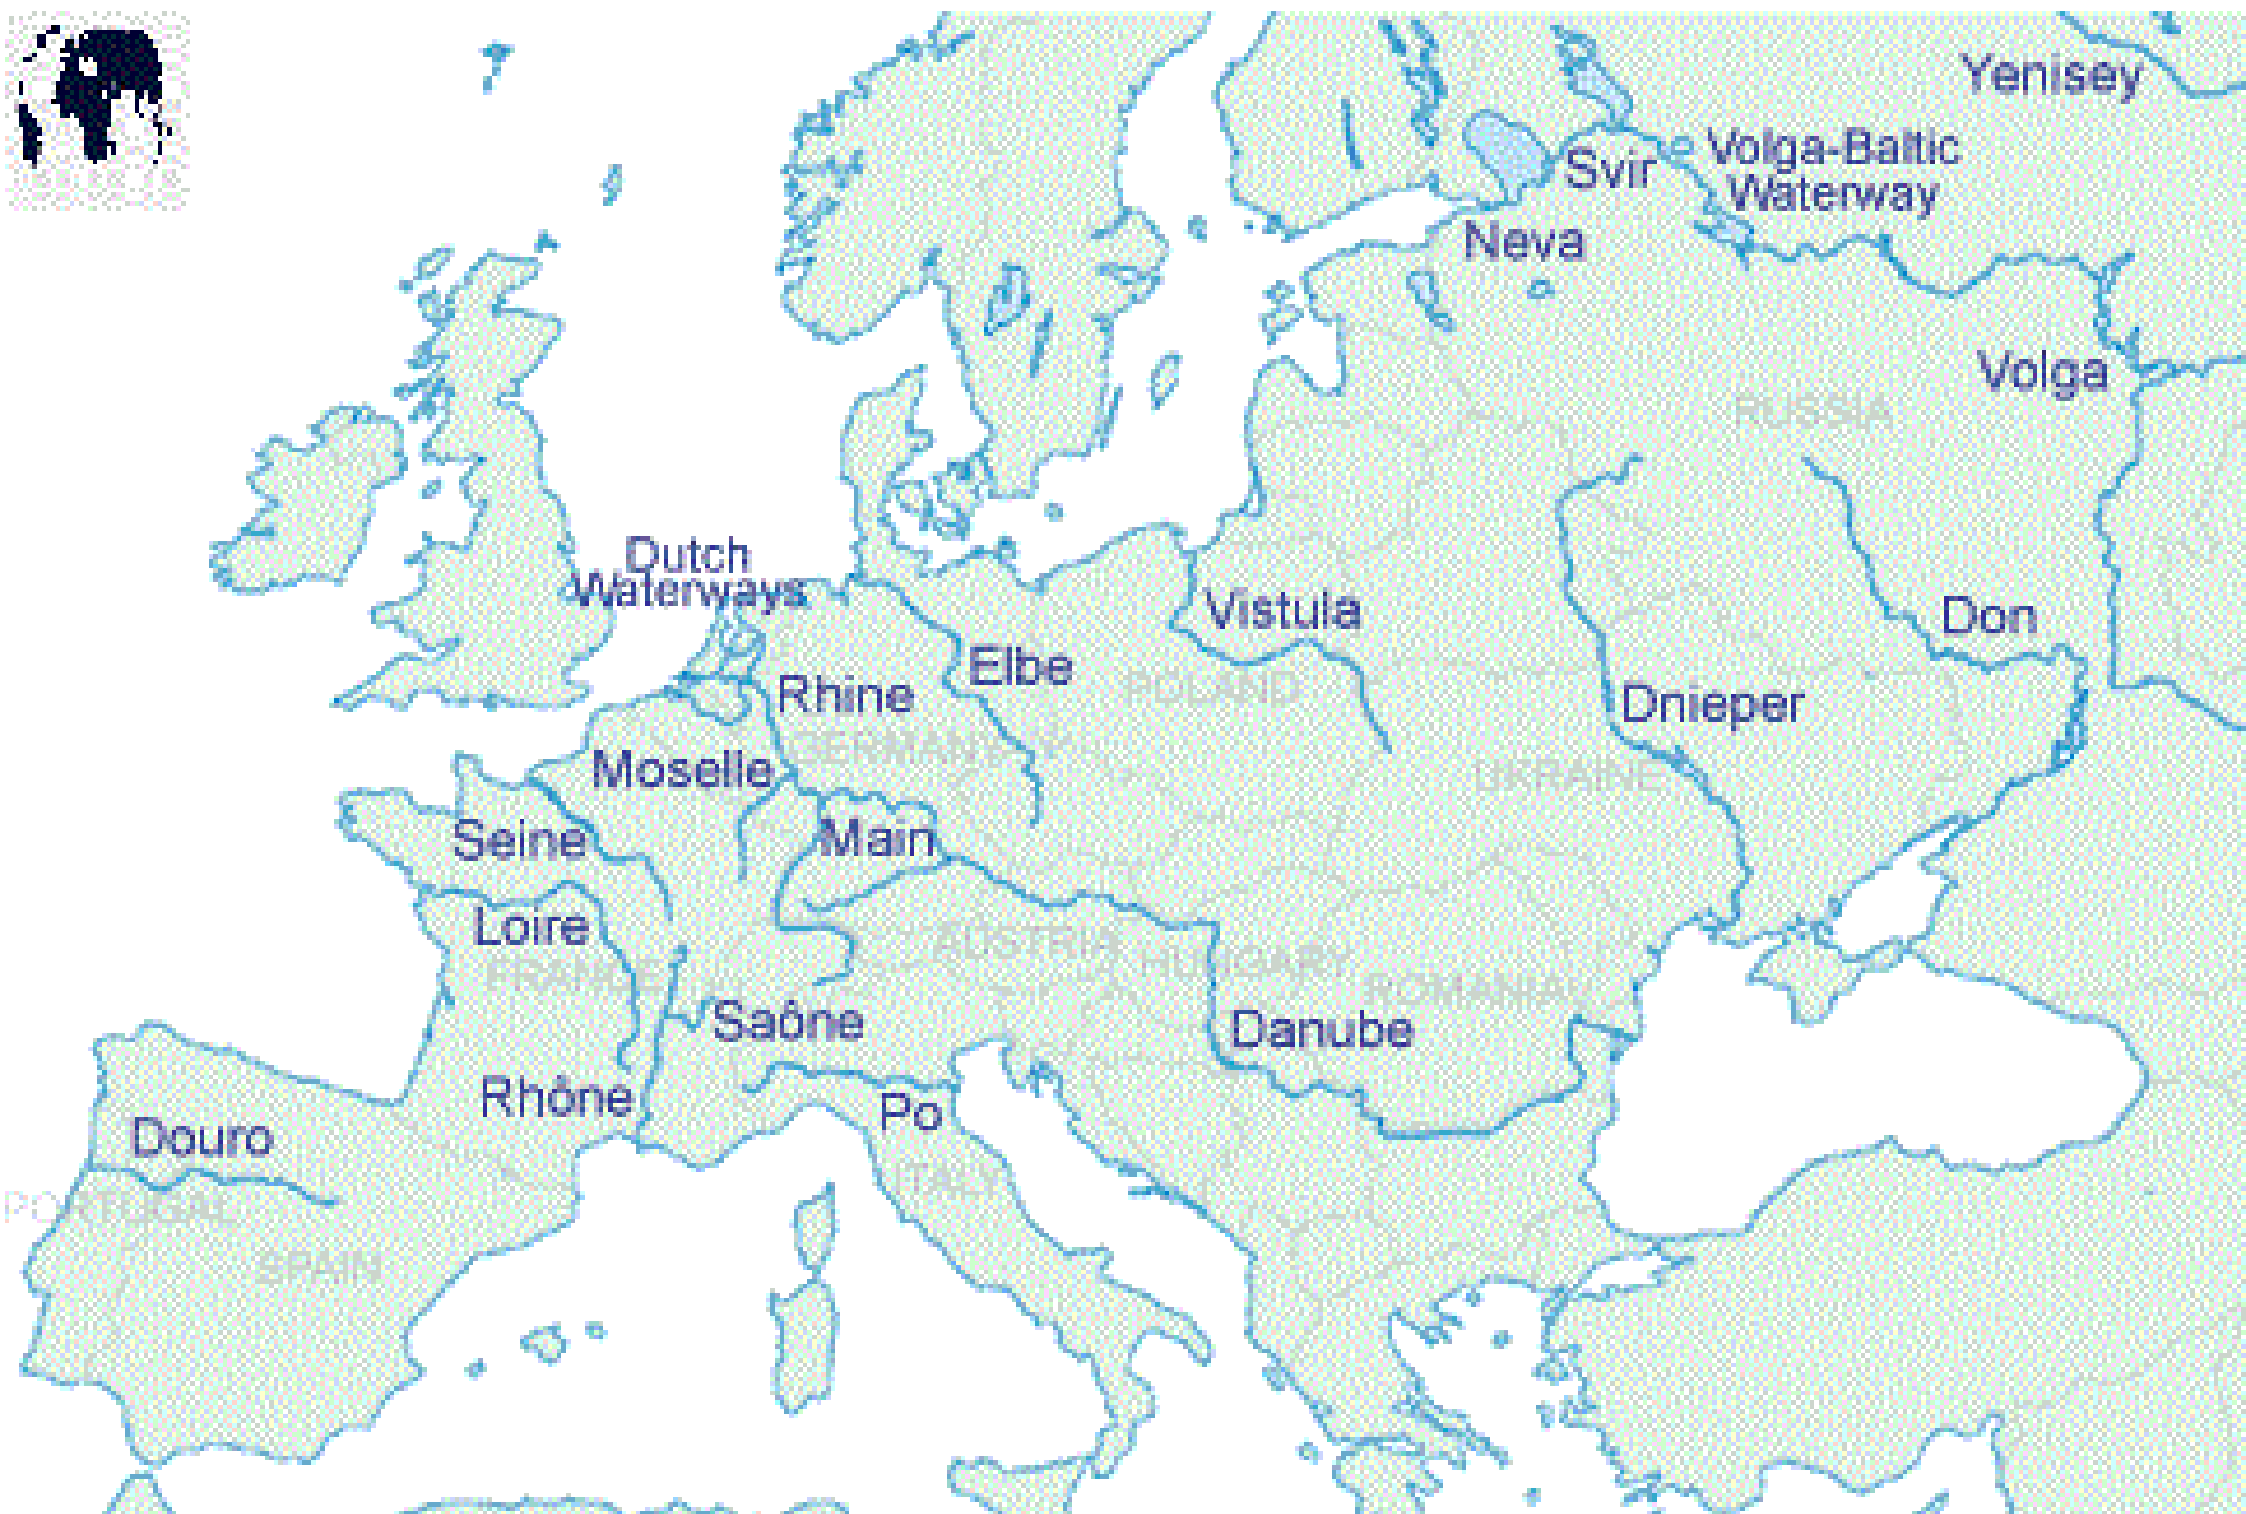 Yenisey
Volga-Baltic
Waterway
Svir
Neva
Volga
RUSSIA
Dutch
Waterways
Vistula
Don
Elbe
Rhine
POLAND
Dnieper
GERMANY
Moselle
UKRAINE
Seine
Main
Loire
AUSTRIA
HUNGARY
FRANCE
ROMANIA
Saône
Danube
Rhône
Po
Douro
ITALY
PORTUGAL
SPAIN